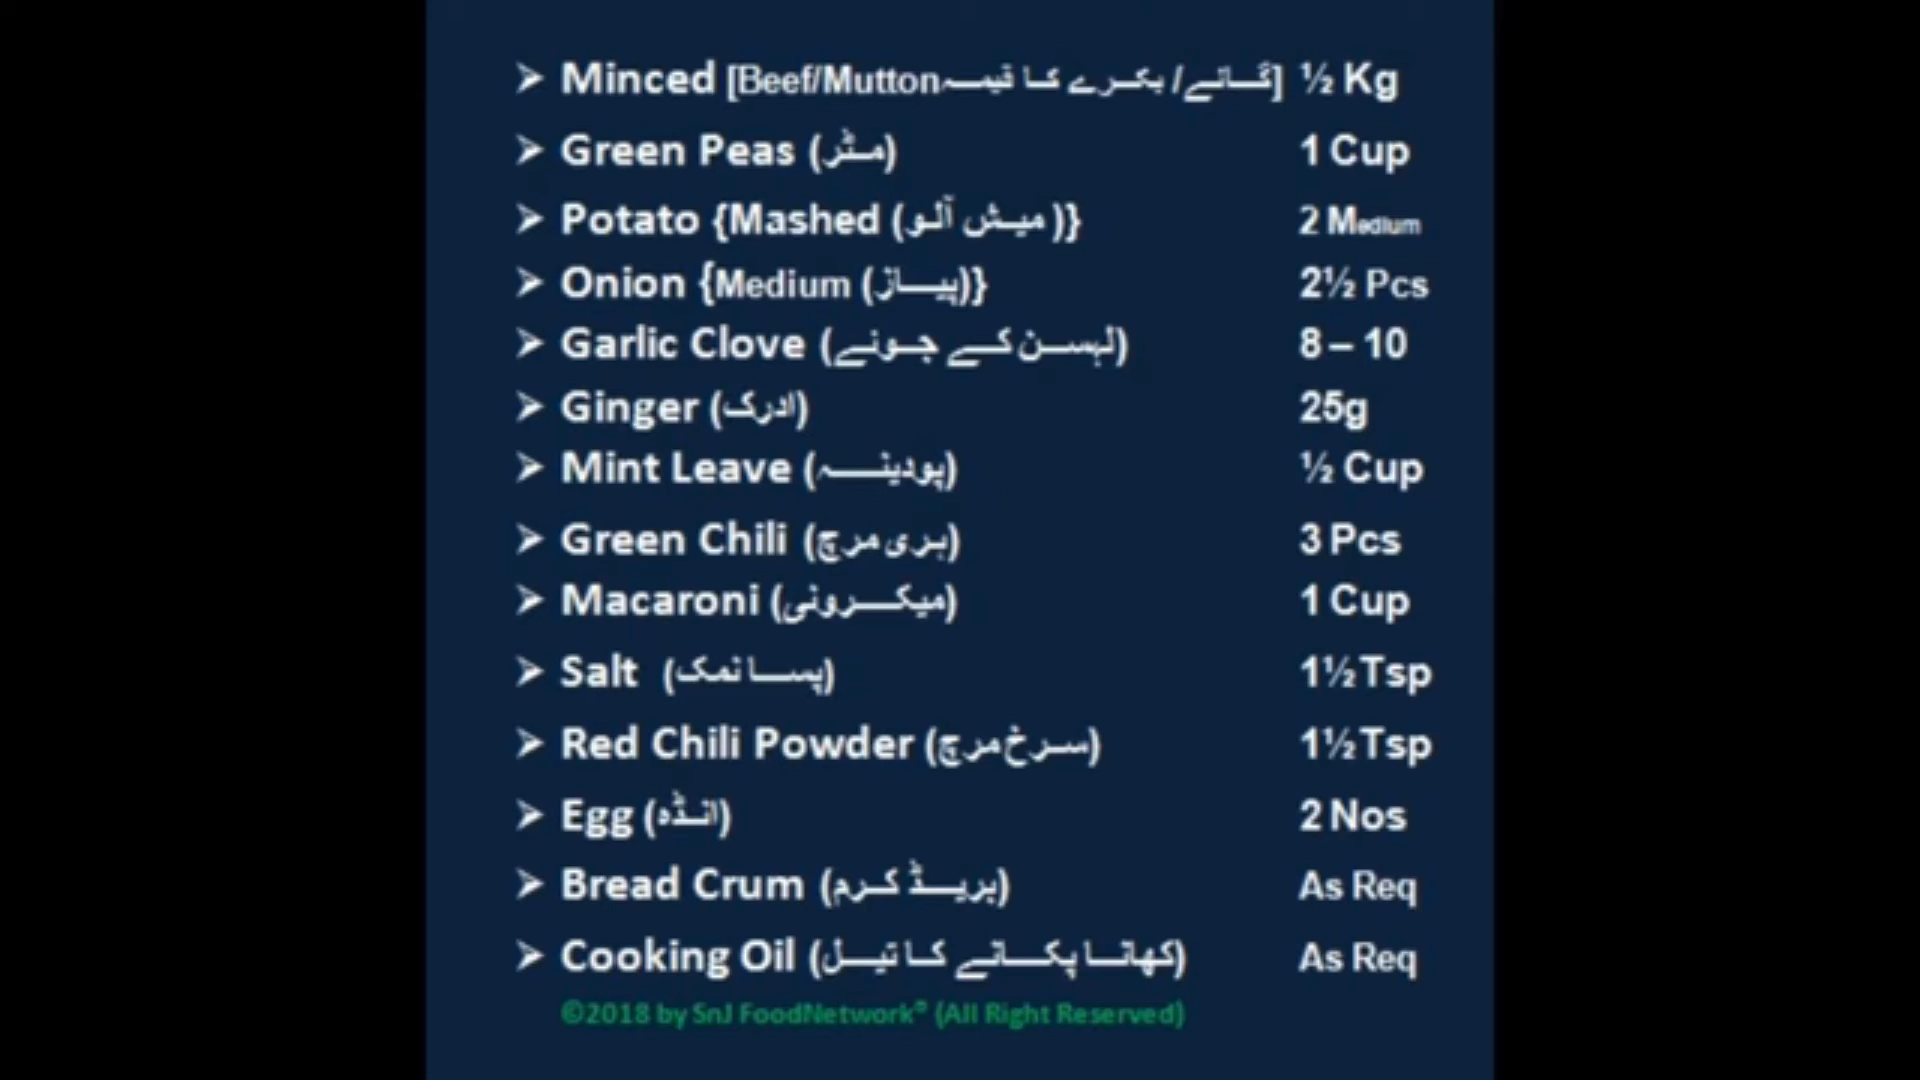 ➢ Minced [Beef/Mutton گائے/ بکرے کا قیمہ] ½ Kg
➢ Green Peas (مٹر) 1 Cup
➢ Potato {Mashed (میش آلو)} 2 Medium
➢ Onion {Medium (پیاز)} 2½ Pcs
➢ Garlic Clove (لہسن کے جونے) 8 – 10
➢ Ginger (ادرک) 25g
➢ Mint Leave (پودینہ) ½ Cup
➢ Green Chili (ہری مرچ) 3 Pcs
➢ Macaroni (میکرونی) 1 Cup
➢ Salt (پسا نمک) 1½ Tsp
➢ Red Chili Powder (سرخ مرچ) 1½ Tsp
➢ Egg (انڈہ) 2 Nos
➢ Bread Crum (بریڈ کرم) As Req
➢ Cooking Oil (کھانا پکانے کا تیل) As Req
©2018 by SnJ FoodNetwork® (All Right Reserved)